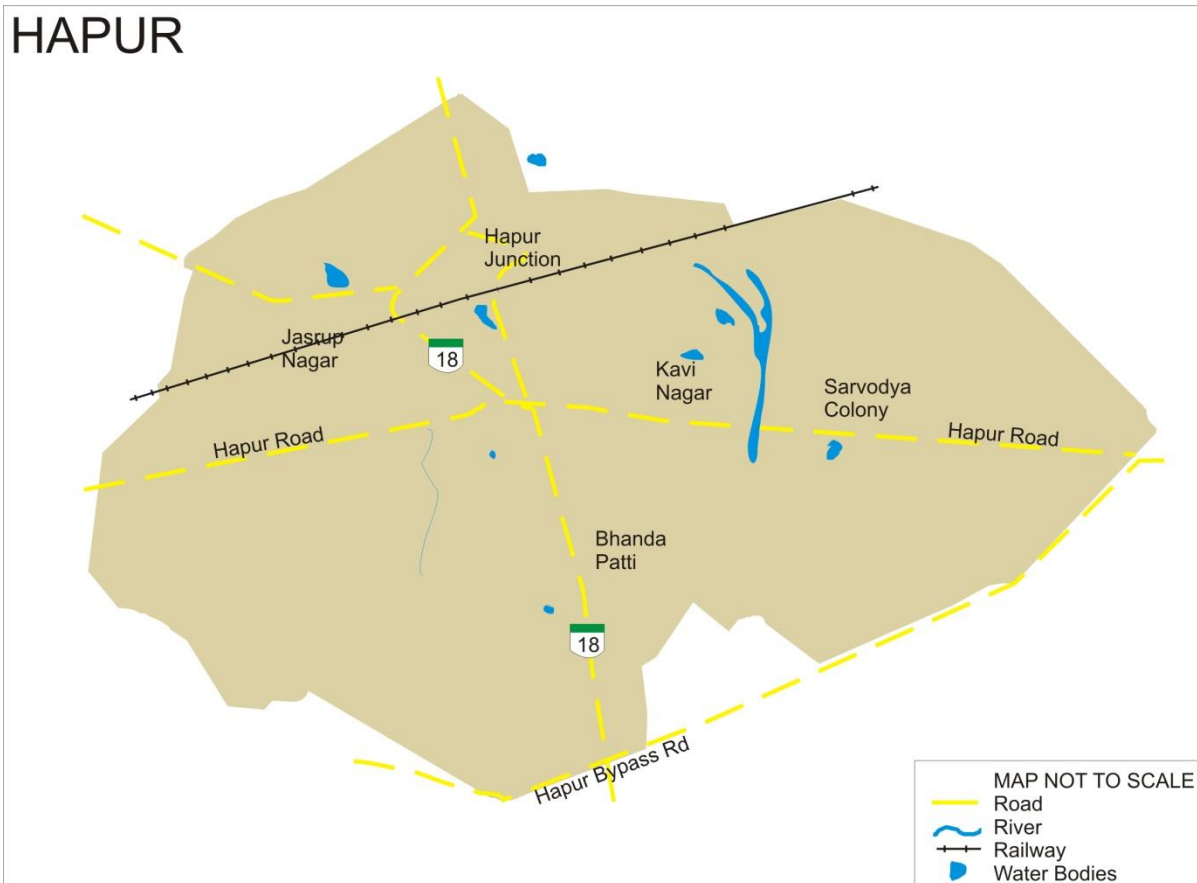 HAPUR
Hapur
Junction
Jasrup
Nagar
18
Kavi
Nagar
Sarvodya
Colony
Hapur Road
Hapur Road
Bhanda
Patti
18
Hapur Bypass Rd
MAP NOT TO SCALE
Road
River
Railway
Water Bodies